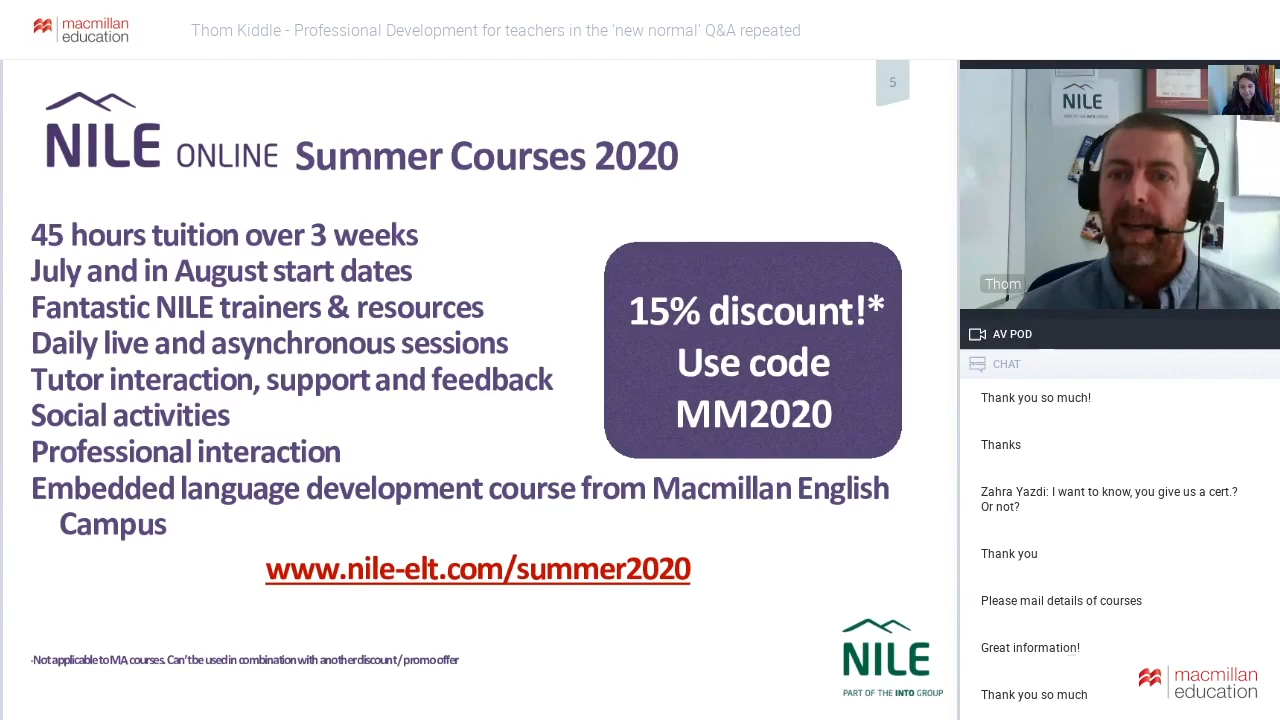 macmillan
education
Thom Kiddle - Professional Development for teachers in the ‘new normal’ Q&A repeated
5
NILE ONLINE Summer Courses 2020
45 hours tuition over 3 weeks
July and in August start dates
Fantastic NILE trainers & resources
Daily live and asynchronous sessions
Tutor interaction, support and feedback
Social activities
Professional interaction
Embedded language development course from Macmillan English
Campus
15% discount!*
Use code
MM2020
www.nile-elt.com/summer2020
-Not applicable to MA courses. Can't be used in combination with another discount / promo offer
NILE
PART OF THE INTO GROUP
NILE
PART OF THE INTO GROUP
Thom
AV POD
CHAT
Thank you so much!
Thanks
Zahra Yazdi: I want to know, you give us a cert.?
Or not?
Thank you
Please mail details of courses
Great information!
Thank you so much
macmillan
education